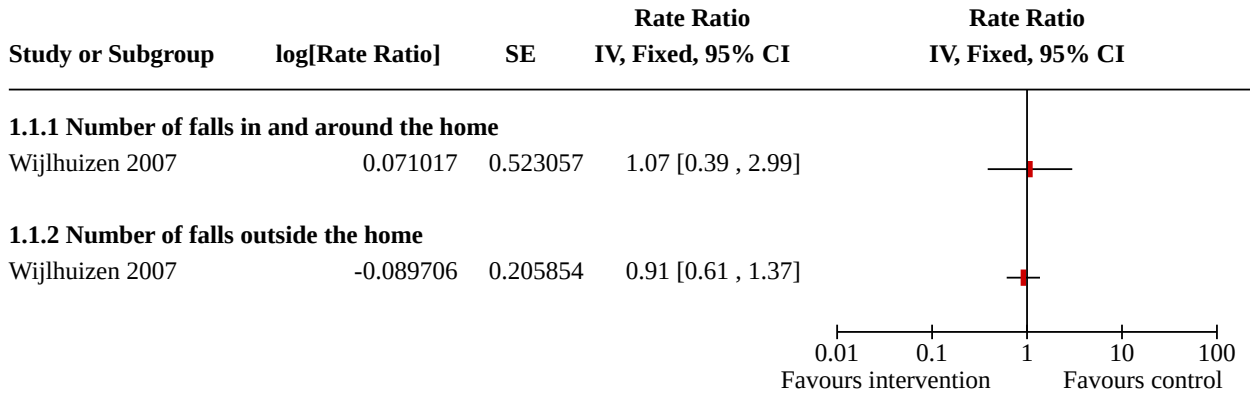 Rate Ratio Rate Ratio
Study or Subgroup log[Rate Ratio] SE IV, Fixed, 95% CI IV, Fixed, 95% CI
1.1.1 Number of falls in and around the home
Wijlhuizen 2007 0.071017 0.523057 1.07 [0.39 , 2.99]
1.1.2 Number of falls outside the home
Wijlhuizen 2007 -0.089706 0.205854 0.91 [0.61 , 1.37]
0.01 0.1 1 10 100
Favours intervention Favours control